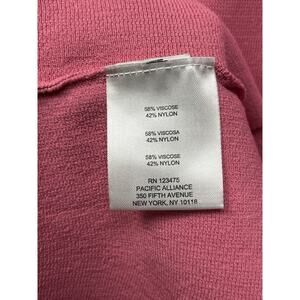 58% VISCOSE
42% NYLON
58% VISCOSA
42% NYLON
58% VISCOSE
42% NYLON
RN 123475
PACIFIC ALLIANCE
350 FIFTH AVENUE
NEW YORK, NY 10118